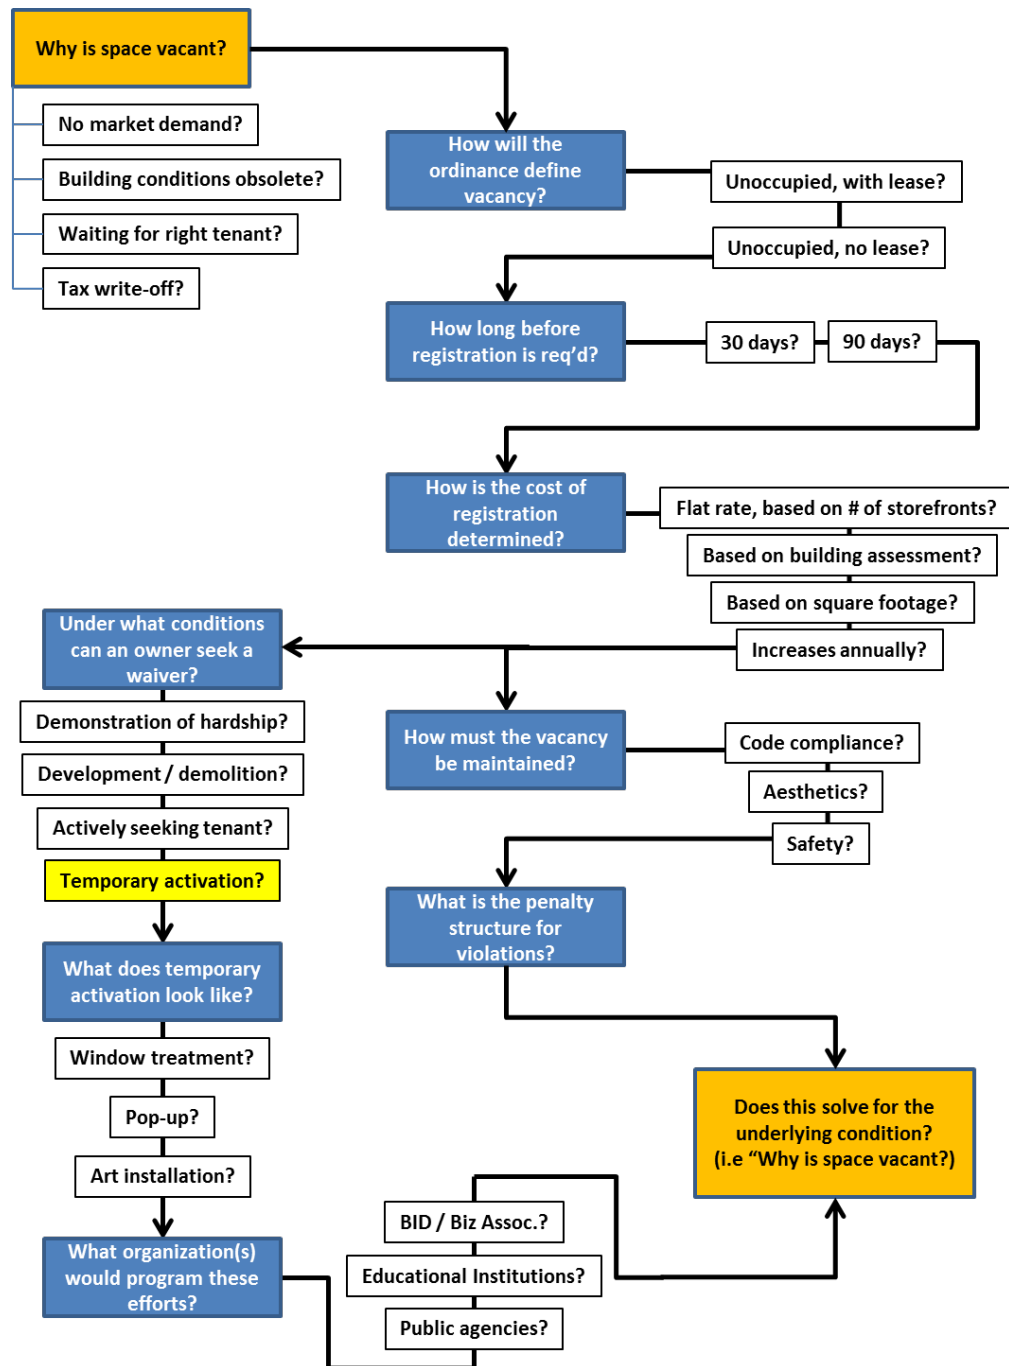 Why is space vacant?
No market demand?
Building conditions obsolete?
Waiting for right tenant?
Tax write-off?
How will the
ordinance define
vacancy?
Unoccupied, with lease?
Unoccupied, no lease?
How long before
registration is req’d?
30 days?
90 days?
How is the cost of
registration
determined?
Flat rate, based on # of storefronts?
Based on building assessment?
Based on square footage?
Increases annually?
Under what conditions
can an owner seek a
waiver?
Demonstration of hardship?
Development / demolition?
Actively seeking tenant?
Temporary activation?
How must the vacancy
be maintained?
Code compliance?
Aesthetics?
Safety?
What is the penalty
structure for
violations?
What does temporary
activation look like?
Window treatment?
Pop-up?
Art installation?
What organization(s)
would program these
efforts?
BID / Biz Assoc.?
Educational Institutions?
Public agencies?
Does this solve for the
underlying condition?
(i.e “Why is space vacant?)